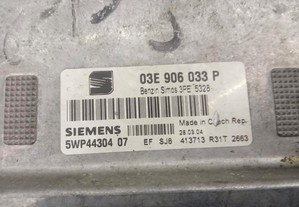 03E 906 033 P
Benzin Simos 3PE 5328
SIEMENS
Made in Czech Rep.
26.03.04
5WP44304 07
EF SJ8 413713 R31T 2663